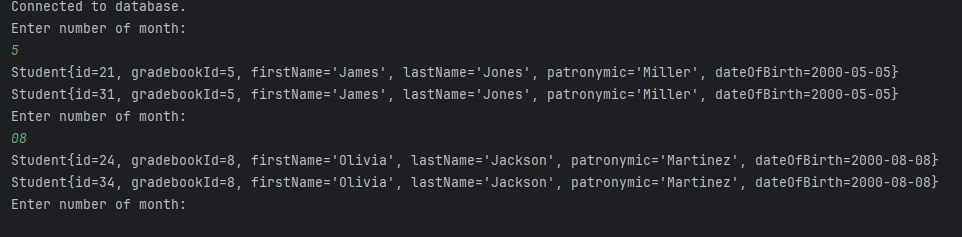 Connected to database.
Enter number of month:
5
Student{id=21, gradebookId=5, firstName='James', lastName='Jones', patronymic='Miller', dateOfBirth=2000-05-05}
Student{id=31, gradebookId=5, firstName='James', lastName='Jones', patronymic='Miller', dateOfBirth=2000-05-05}
Enter number of month:
08
Student{id=24, gradebookId=8, firstName='Olivia', lastName='Jackson', patronymic='Martinez', dateOfBirth=2000-08-08}
Student{id=34, gradebookId=8, firstName='Olivia', lastName='Jackson', patronymic='Martinez', dateOfBirth=2000-08-08}
Enter number of month: